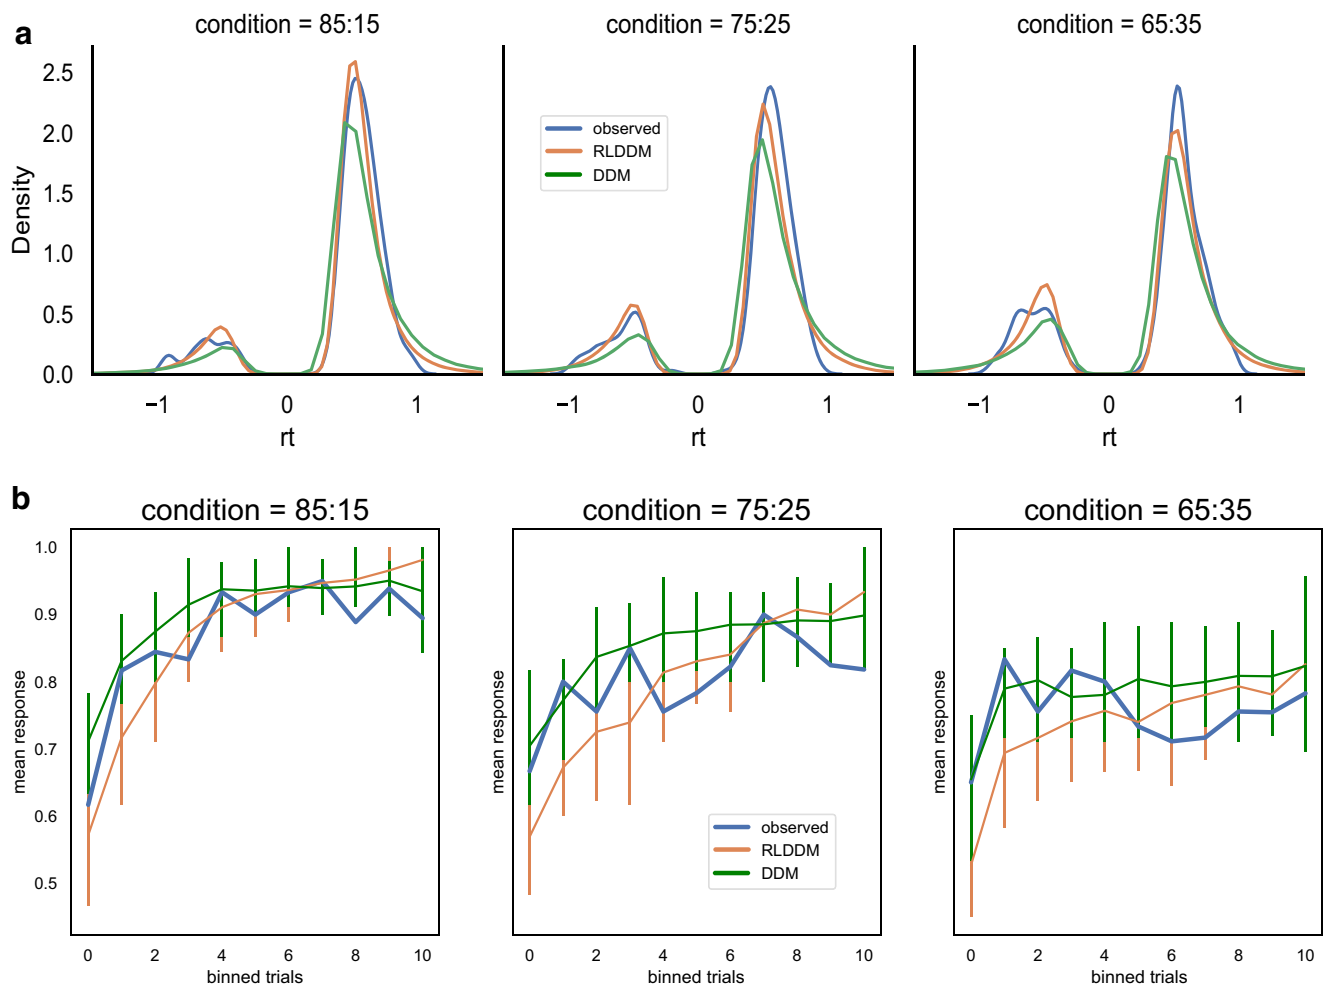 a
condition = 85:15
condition = 75:25
condition = 65:35
Density
2.5
2.0
1.5
1.0
0.5
0.0
observed
RLDDM
DDM
−1 0 1
−1 0 1
−1 0 1
rt
rt
rt
b
condition = 85:15
condition = 75:25
condition = 65:35
mean response
1.0
0.9
0.8
0.7
0.6
0.5
mean response
mean response
observed
RLDDM
DDM
0 2 4 6 8 10
0 2 4 6 8 10
0 2 4 6 8 10
binned trials
binned trials
binned trials